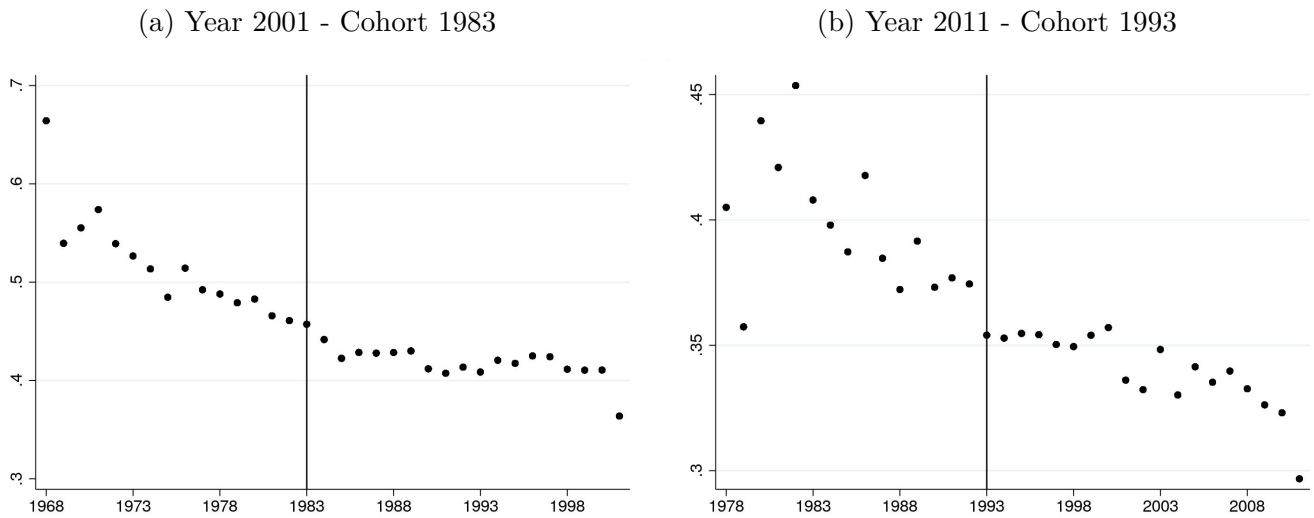 (a) Year 2001 - Cohort 1983
.7
.6
.5
.4
.3
1968 1973 1978 1983 1988 1993 1998
(b) Year 2011 - Cohort 1993
.45
.4
.35
.3
1978 1983 1988 1993 1998 2003 2008